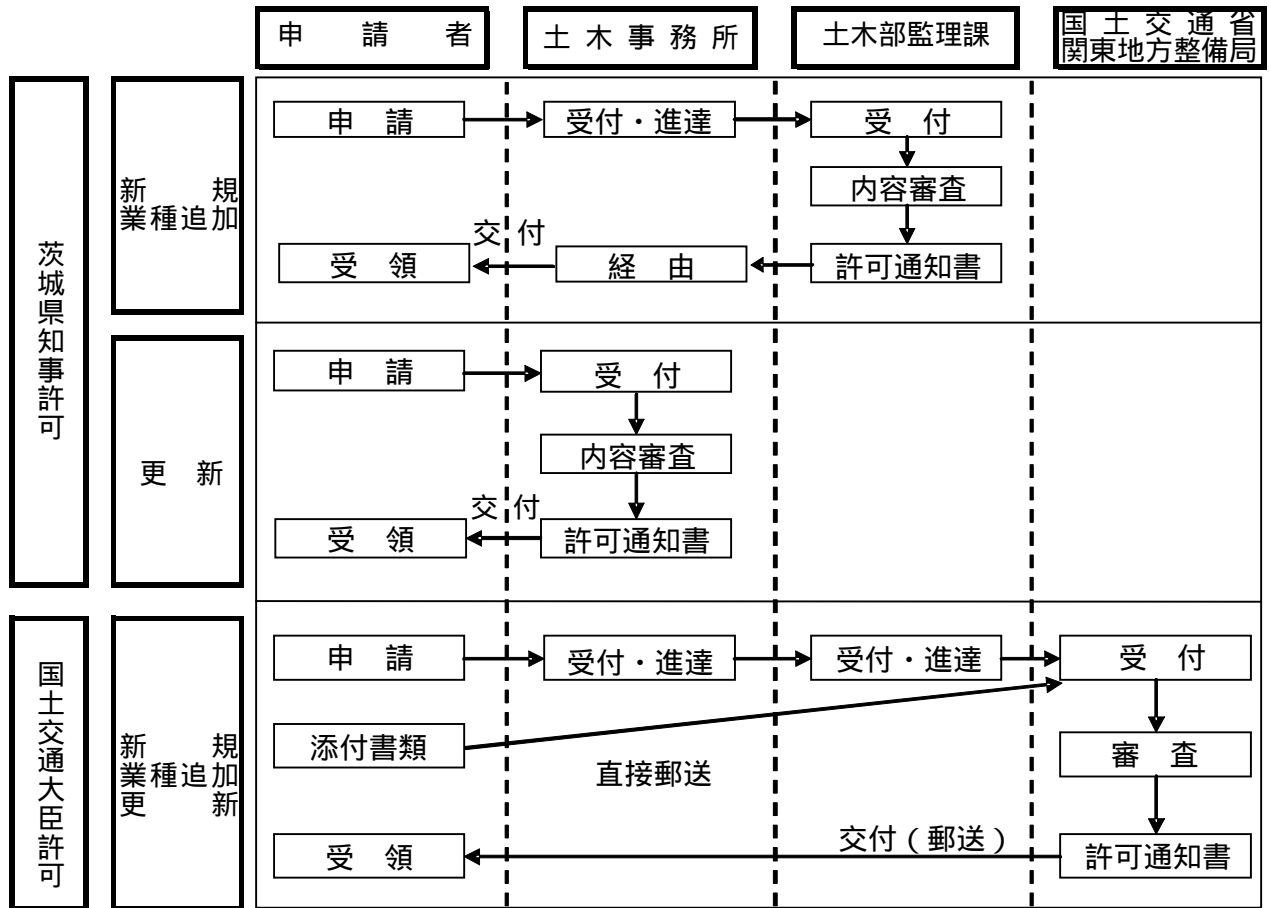 申 請 者
土 木 事 務 所
土木部監理課
国 土 交 通 省
関東地方整備局
茨城県知事許可
新 規
業種追加
申 請
受付・進達
受 付
内容審査
交 付
受 領
経 由
許可通知書
更 新
申 請
受 付
内容審査
交 付
受 領
許可通知書
国土交通大臣許可
新 規
業種追加
更 新
申 請
受付・進達
受付・進達
受 付
添付書類
直接郵送
審 査
交付(郵送)
受 領
許可通知書